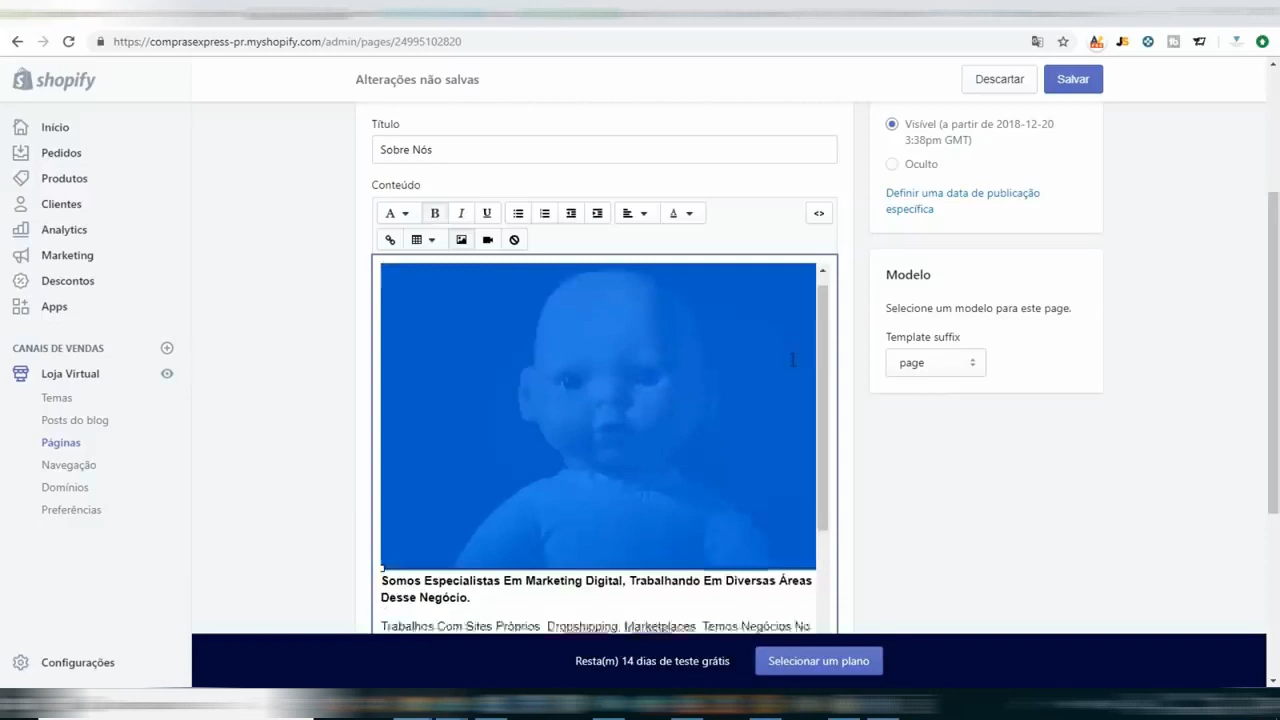 https://comprasexpress-pr.myshopify.com/admin/pages/24995102820
shopify
Alterações não salvas
Descartar
Salvar
Início
Pedidos
Produtos
Clientes
Analytics
Marketing
Descontos
Apps
CANAIS DE VENDAS
Loja Virtual
Temas
Posts do blog
Páginas
Navegação
Domínios
Preferências
Configurações
Título
Sobre Nós
Conteúdo
A B I U A <>
Somos Especialistas Em Marketing Digital, Trabalhando Em Diversas Áreas
Desse Negócio.
Trabalhos Com Sites Próprios Dropshipping, Marketplaces Temos Negócios No
Visível (a partir de 2018-12-20
3:38pm GMT)
Oculto
Definir uma data de publicação
específica
Modelo
Selecione um modelo para este page.
Template suffix
page
Resta(m) 14 dias de teste grátis
Selecionar um plano